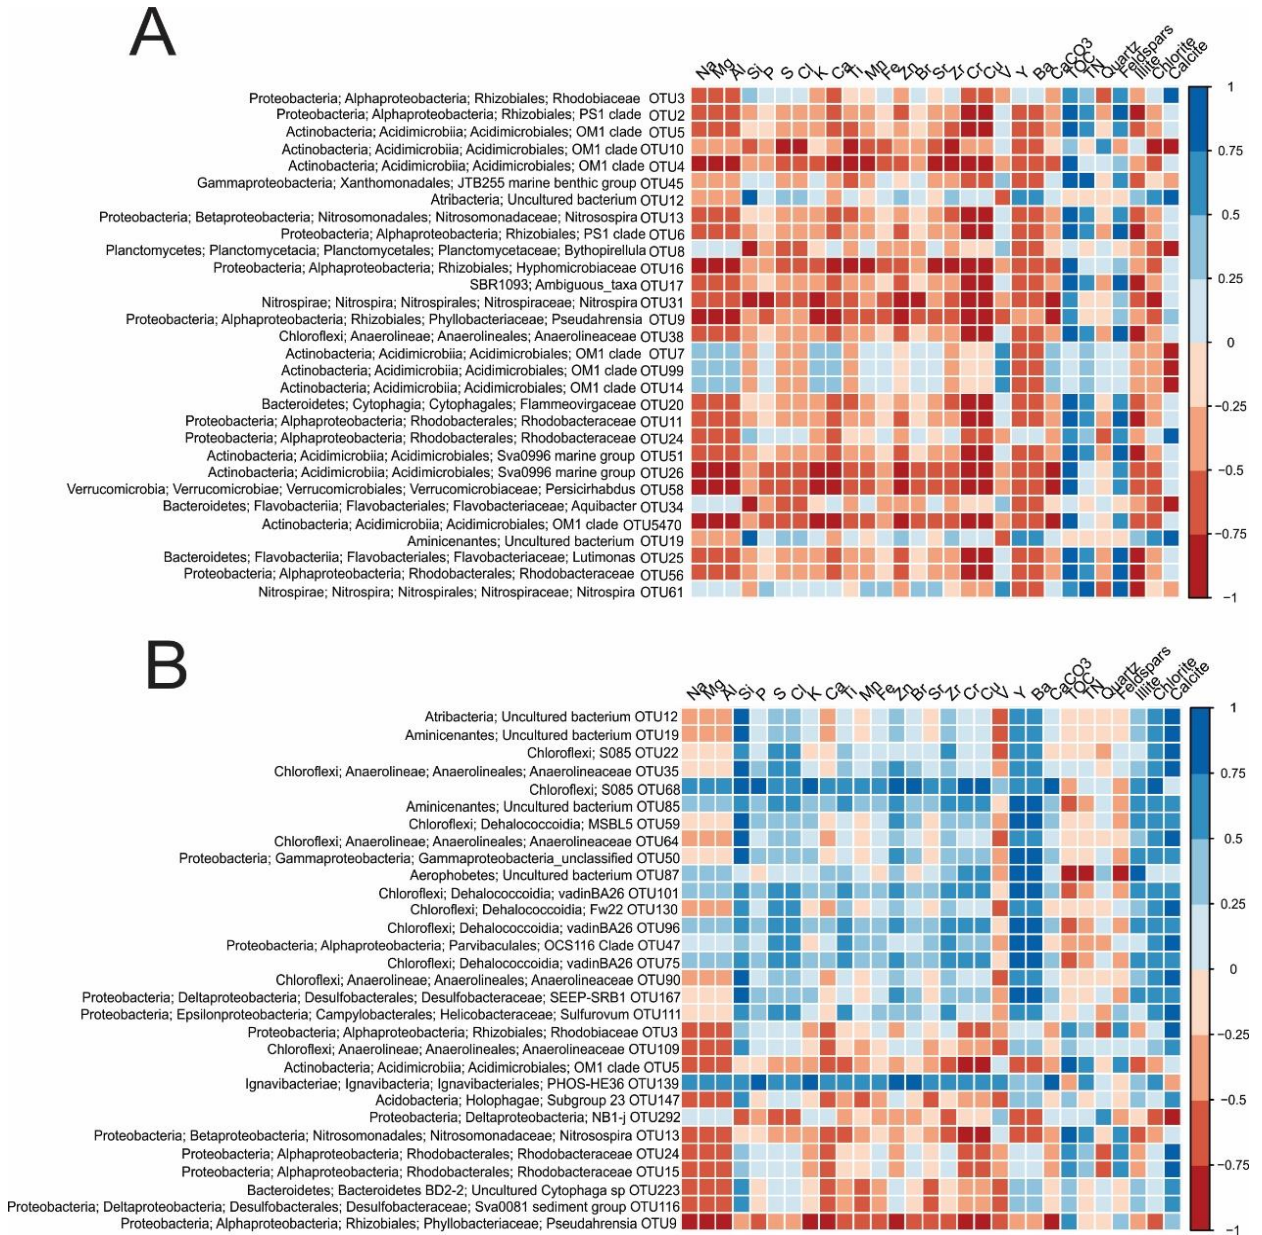 A
Na Mg Al Si P S Cl K Ca Ti Mn Fe Zn Br Sr Zr Cr Cu V Y Ba CaCO3 TOC TN Quartz Feldspars Illite Chlorite Calcite
Proteobacteria; Alphaproteobacteria; Rhizobiales; Rhodobiaceae OTU3
Proteobacteria; Alphaproteobacteria; Rhizobiales; PS1 clade OTU2
Actinobacteria; Acidimicrobiia; Acidimicrobiales; OM1 clade OTU5
Actinobacteria; Acidimicrobiia; Acidimicrobiales; OM1 clade OTU10
Actinobacteria; Acidimicrobiia; Acidimicrobiales; OM1 clade OTU4
Gammaproteobacteria; Xanthomonadales; JTB255 marine benthic group OTU45
Atribacteria; Uncultured bacterium OTU12
Proteobacteria; Betaproteobacteria; Nitrosomonadales; Nitrosomonadaceae; Nitrosospira OTU13
Proteobacteria; Alphaproteobacteria; Rhizobiales; PS1 clade OTU6
Planctomycetes; Planctomycetacia; Planctomycetales; Planctomycetaceae; Bythopirellula OTU8
Proteobacteria; Alphaproteobacteria; Rhizobiales; Hyphomicrobiaceae OTU16
SBR1093; Ambiguous_taxa OTU17
Nitrospirae; Nitrospira; Nitrospirales; Nitrospiraceae; Nitrospira OTU31
Proteobacteria; Alphaproteobacteria; Rhizobiales; Phyllobacteriaceae; Pseudahrensia OTU9
Chloroflexi; Anaerolineae; Anaerolineales; Anaerolineaceae OTU38
Actinobacteria; Acidimicrobiia; Acidimicrobiales; OM1 clade OTU7
Actinobacteria; Acidimicrobiia; Acidimicrobiales; OM1 clade OTU99
Actinobacteria; Acidimicrobiia; Acidimicrobiales; OM1 clade OTU14
Bacteroidetes; Cytophagia; Cytophagales; Flammeovirgaceae OTU20
Proteobacteria; Alphaproteobacteria; Rhodobacterales; Rhodobacteraceae OTU11
Proteobacteria; Alphaproteobacteria; Rhodobacterales; Rhodobacteraceae OTU24
Actinobacteria; Acidimicrobiia; Acidimicrobiales; Sva0996 marine group OTU51
Actinobacteria; Acidimicrobiia; Acidimicrobiales; Sva0996 marine group OTU26
Verrucomicrobia; Verrucomicrobiae; Verrucomicrobiales; Verrucomicrobiaceae; Persicirhabdus OTU58
Bacteroidetes; Flavobacteriia; Flavobacteriales; Flavobacteriaceae; Aquibacter OTU34
Actinobacteria; Acidimicrobiia; Acidimicrobiales; OM1 clade OTU5470
Aminicenantes; Uncultured bacterium OTU19
Bacteroidetes; Flavobacteriia; Flavobacteriales; Flavobacteriaceae; Lutimonas OTU25
Proteobacteria; Alphaproteobacteria; Rhodobacterales; Rhodobacteraceae OTU56
Nitrospirae; Nitrospira; Nitrospirales; Nitrospiraceae; Nitrospira OTU61
1
0.75
0.5
0.25
0
−0.25
−0.5
−0.75
−1
B
Na Mg Al Si P S Cl K Ca Ti Mn Fe Zn Br Sr Zr Cr Cu V Y Ba CaCO3 TOC TN Quartz Feldspars Illite Chlorite Calcite
Atribacteria; Uncultured bacterium OTU12
Aminicenantes; Uncultured bacterium OTU19
Chloroflexi; S085 OTU22
Chloroflexi; Anaerolineae; Anaerolineales; Anaerolineaceae OTU35
Chloroflexi; S085 OTU68
Aminicenantes; Uncultured bacterium OTU85
Chloroflexi; Dehalococcoidia; MSBL5 OTU59
Chloroflexi; Anaerolineae; Anaerolineales; Anaerolineaceae OTU64
Proteobacteria; Gammaproteobacteria; Gammaproteobacteria_unclassified OTU50
Aerophobetes; Uncultured bacterium OTU87
Chloroflexi; Dehalococcoidia; vadinBA26 OTU101
Chloroflexi; Dehalococcoidia; Fw22 OTU130
Chloroflexi; Dehalococcoidia; vadinBA26 OTU96
Proteobacteria; Alphaproteobacteria; Parvibaculales; OCS116 Clade OTU47
Chloroflexi; Dehalococcoidia; vadinBA26 OTU75
Chloroflexi; Anaerolineae; Anaerolineales; Anaerolineaceae OTU90
Proteobacteria; Deltaproteobacteria; Desulfobacterales; Desulfobacteraceae; SEEP-SRB1 OTU167
Proteobacteria; Epsilonproteobacteria; Campylobacterales; Helicobacteraceae; Sulfurovum OTU111
Proteobacteria; Alphaproteobacteria; Rhizobiales; Rhodobiaceae OTU3
Chloroflexi; Anaerolineae; Anaerolineales; Anaerolineaceae OTU109
Actinobacteria; Acidimicrobiia; Acidimicrobiales; OM1 clade OTU5
Ignavibacteriae; Ignavibacteria; Ignavibacteriales; PHOS-HE36 OTU139
Acidobacteria; Holophagae; Subgroup 23 OTU147
Proteobacteria; Deltaproteobacteria; NB1-j OTU292
Proteobacteria; Betaproteobacteria; Nitrosomonadales; Nitrosomonadaceae; Nitrosospira OTU13
Proteobacteria; Alphaproteobacteria; Rhodobacterales; Rhodobacteraceae OTU24
Proteobacteria; Alphaproteobacteria; Rhodobacterales; Rhodobacteraceae OTU15
Bacteroidetes; Bacteroidetes BD2-2; Uncultured Cytophaga sp OTU223
Proteobacteria; Deltaproteobacteria; Desulfobacterales; Desulfobacteraceae; Sva0081 sediment group OTU116
Proteobacteria; Alphaproteobacteria; Rhizobiales; Phyllobacteriaceae; Pseudahrensia OTU9
1
0.75
0.5
0.25
0
−0.25
−0.5
−0.75
−1